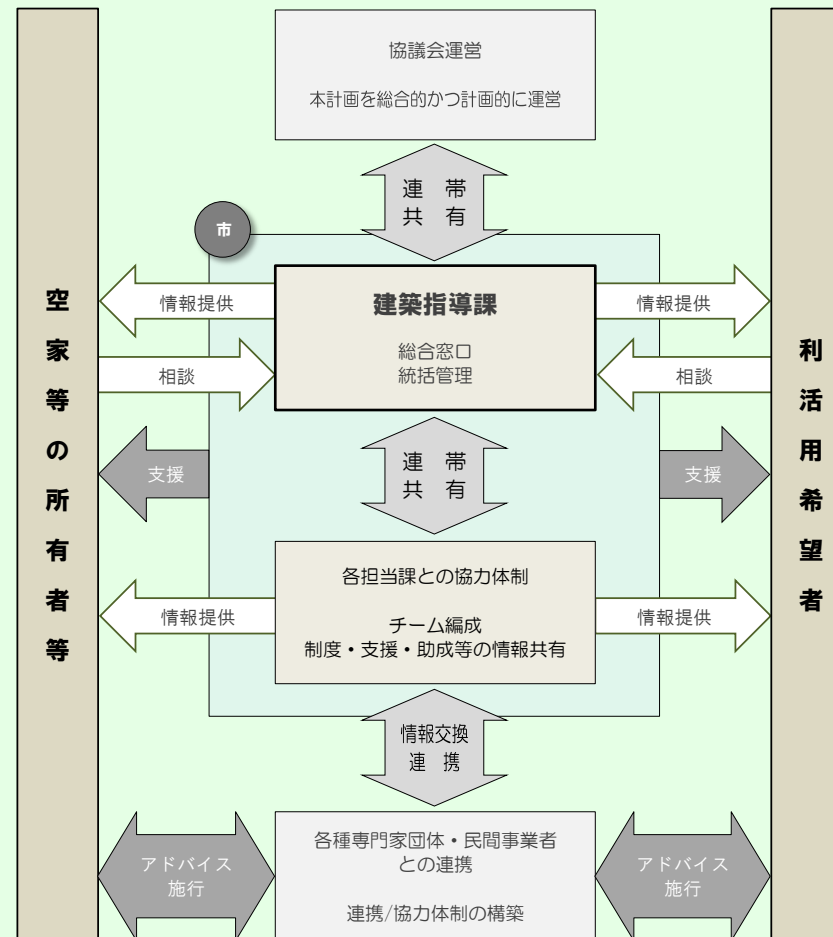 協議会運営
本計画を総合的かつ計画的に運営
連 帯
共 有
市
空家等の所有者等
利活用希望者
情報提供
建築指導課
情報提供
総合窓口
統括管理
相談
相談
連 帯
共 有
支援
支援
各担当課との協力体制
チーム編成
制度・支援・助成等の情報共有
情報提供
情報提供
情報交換
連 携
各種専門家団体・民間事業者
との連携
連携/協力体制の構築
アドバイス
施行
アドバイス
施行